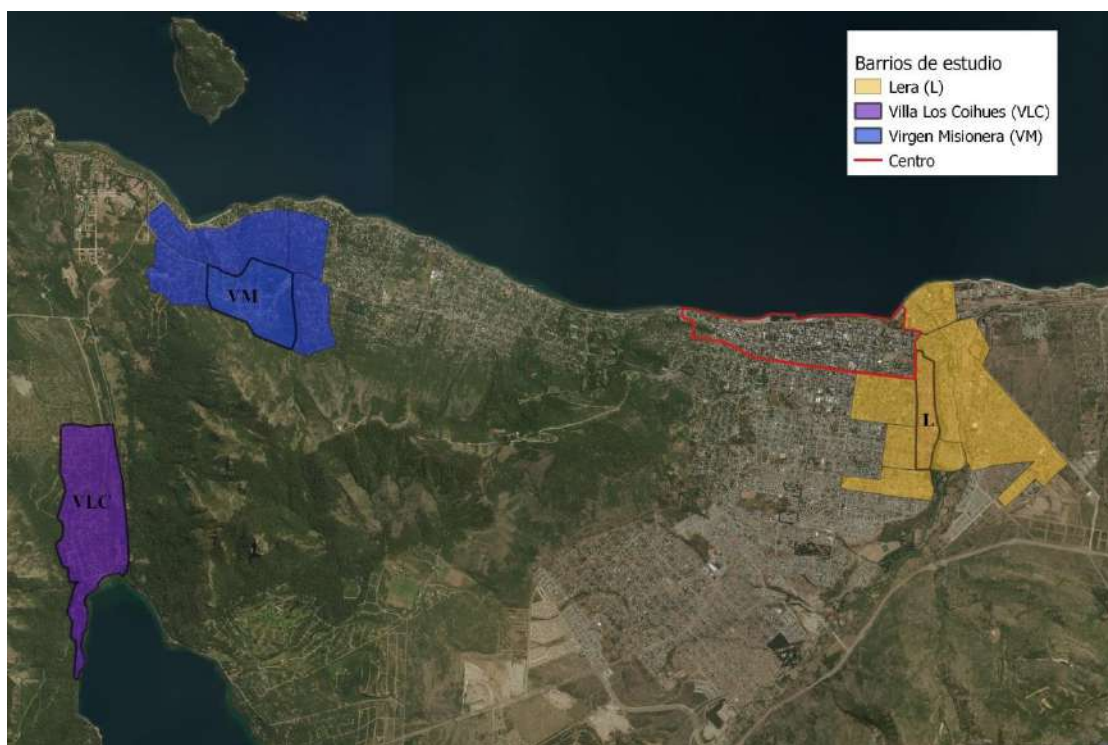 Barrios de estudio
Lera (L)
Villa Los Coihues (VLC)
Virgen Misionera (VM)
Centro
VM
L
VLC